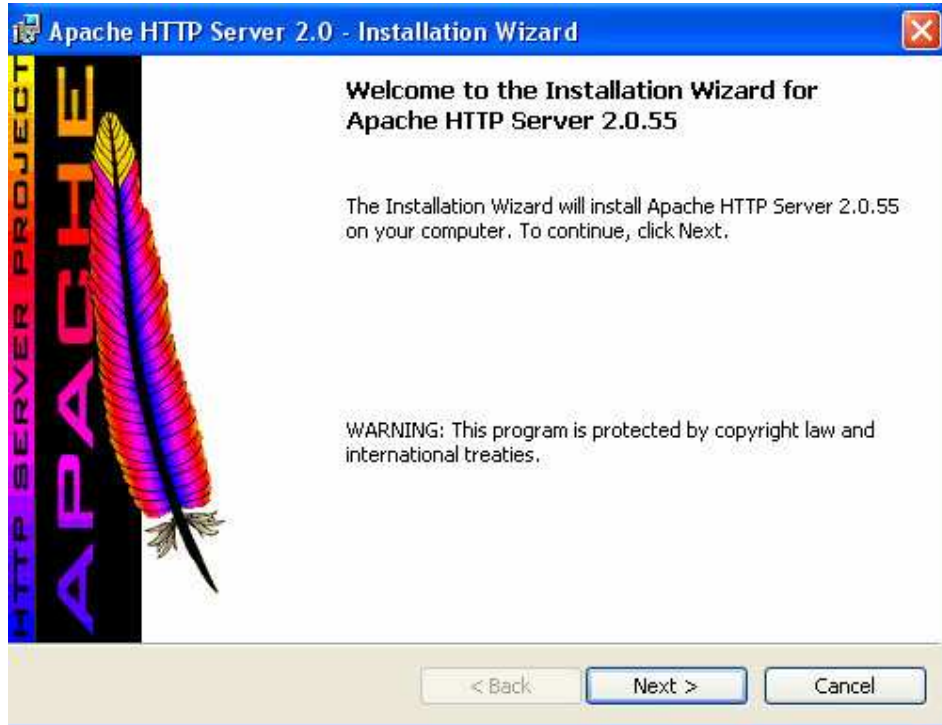 Apache HTTP Server 2.0 - Installation Wizard
HTTP SERVER PROJECT
APACHE
Welcome to the Installation Wizard for
Apache HTTP Server 2.0.55
The Installation Wizard will install Apache HTTP Server 2.0.55
on your computer. To continue, click Next.
WARNING: This program is protected by copyright law and
international treaties.
< Back
Next >
Cancel